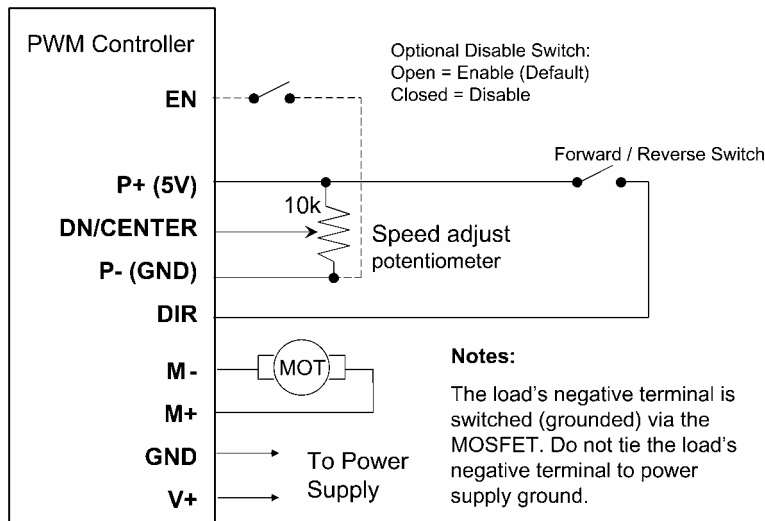 PWM Controller
Optional Disable Switch:
Open = Enable (Default)
Closed = Disable
EN
Forward / Reverse Switch
P+ (5V)
10k
DN/CENTER
Speed adjust
potentiometer
P- (GND)
DIR
M -
MOT
M+
Notes:
The load's negative terminal is
switched (grounded) via the
MOSFET. Do not tie the load's
negative terminal to power
supply ground.
GND
To Power
Supply
V+